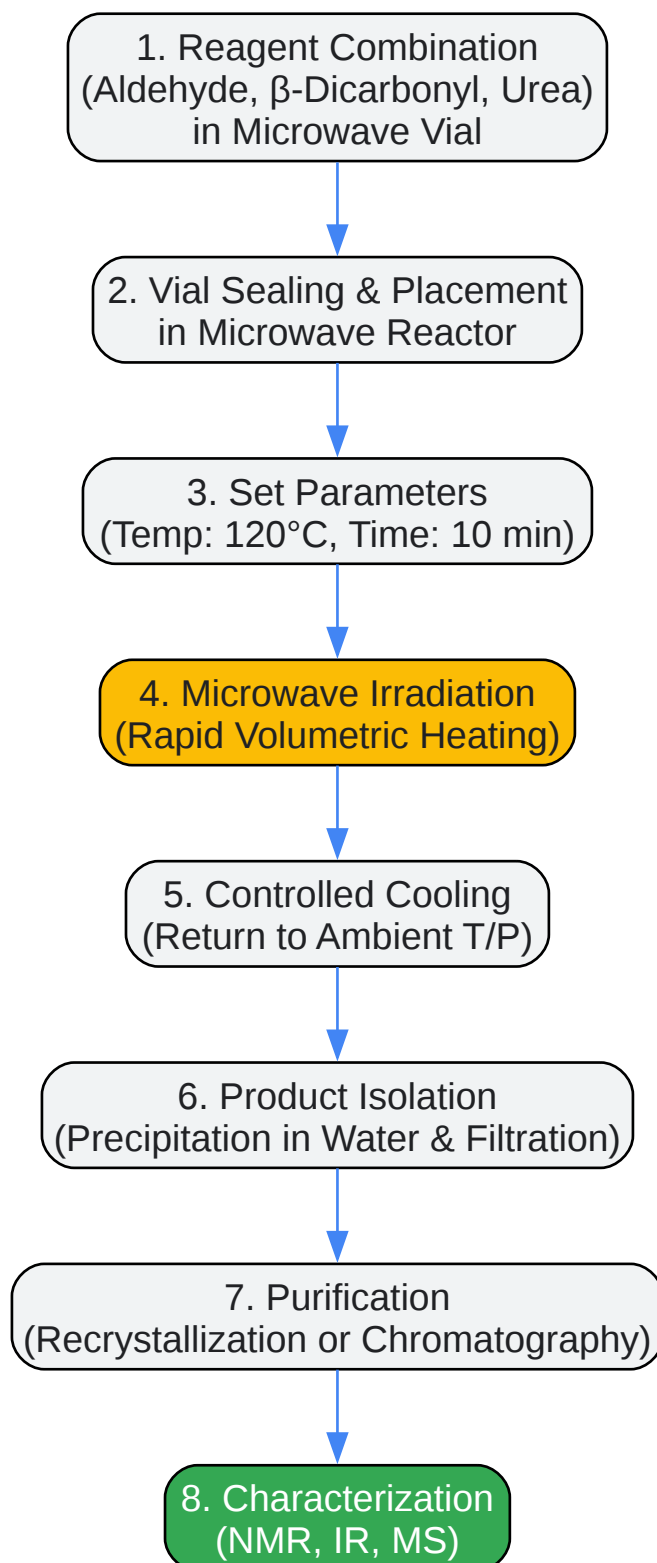 1. Reagent Combination
(Aldehyde, β-Dicarbonyl, Urea)
in Microwave Vial
2. Vial Sealing & Placement
in Microwave Reactor
3. Set Parameters
(Temp: 120°C, Time: 10 min)
4. Microwave Irradiation
(Rapid Volumetric Heating)
5. Controlled Cooling
(Return to Ambient T/P)
6. Product Isolation
(Precipitation in Water & Filtration)
7. Purification
(Recrystallization or Chromatography)
8. Characterization
(NMR, IR, MS)